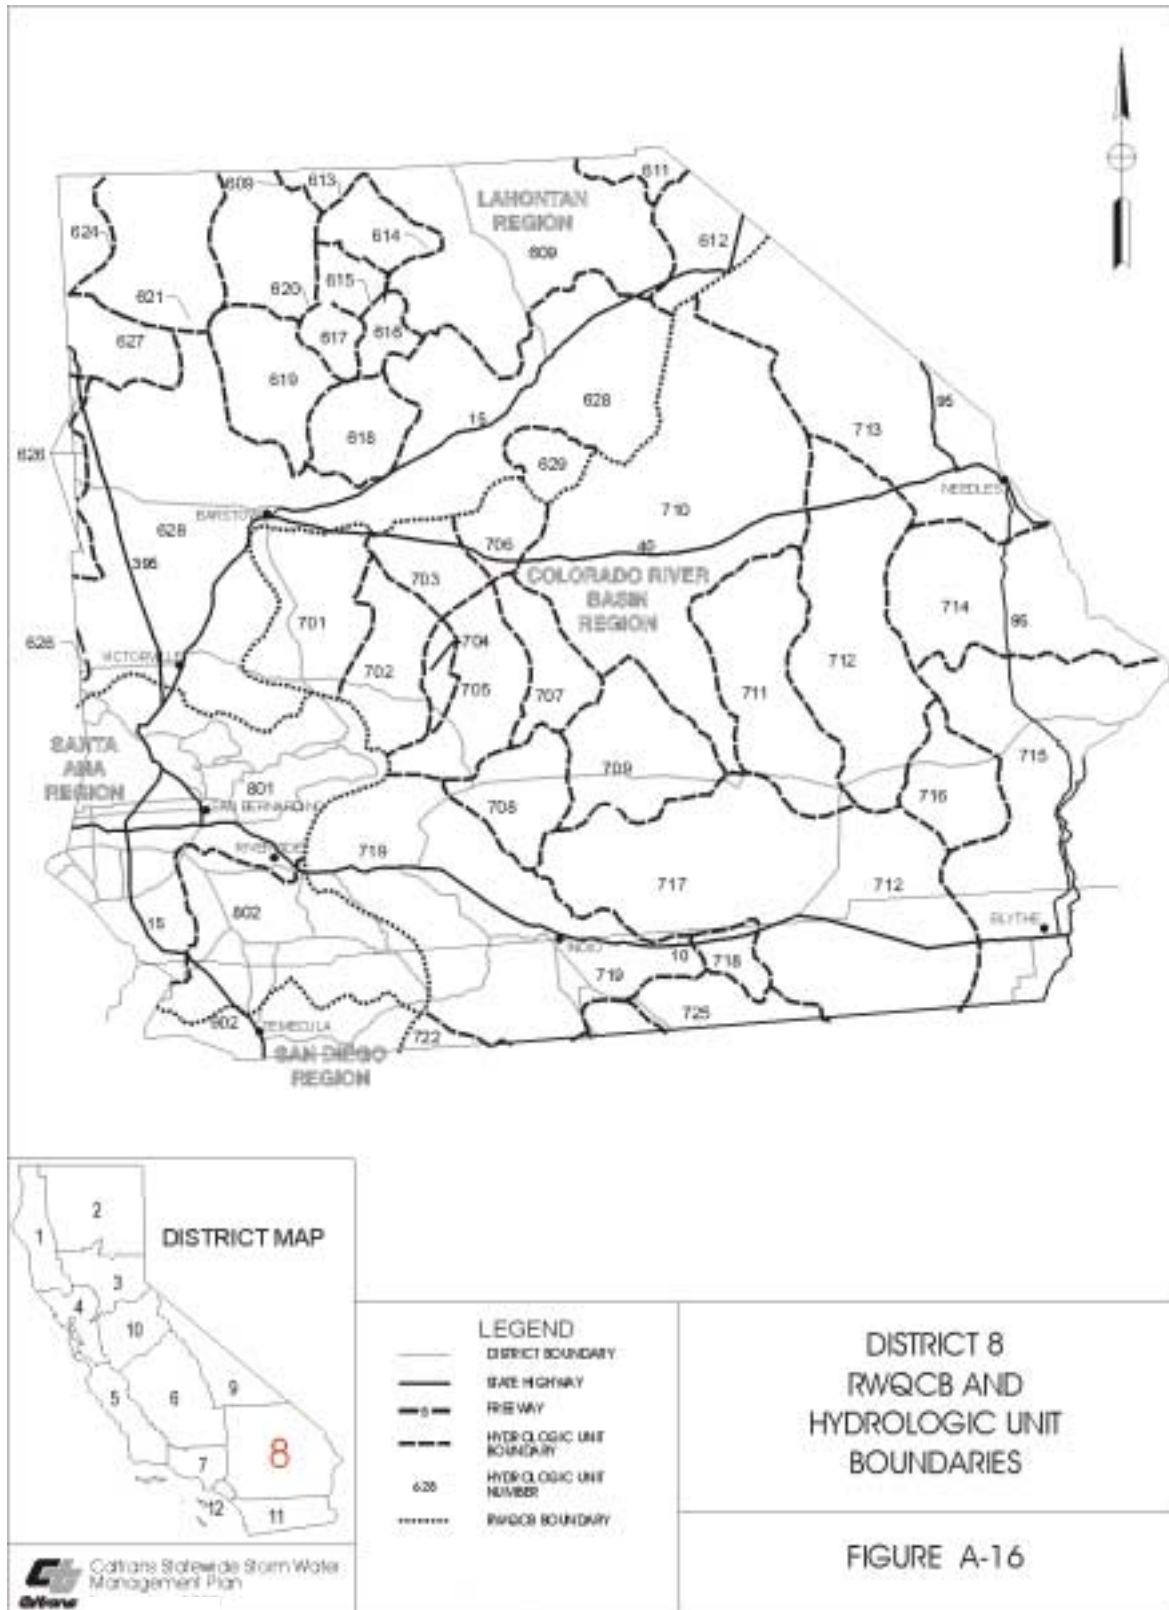 611
609
613
LAHONTAN
REGION
624
614
612
609
615
621
620
627
617
616
619
95
628
15
713
618
626
629
NEEDLES
BARSTOW
710
628
706
40
395
703
COLORADO RIVER
BASIN
REGION
714
701
95
626
704
VICTORVILLE
702
712
705
707
711
SANTA
ANA
REGION
709
715
801
716
SAN BERNARDINO
708
RIVERSIDE
719
717
712
802
15
BLYTHE
INDIO
10
718
719
725
902
TEMECULA
722
SAN DIEGO
REGION
DISTRICT MAP
1
2
3
4
10
5
6
9
7
8
12
11
LEGEND
DISTRICT BOUNDARY
STATE HIGHWAY
FREEWAY
HYDROLOGIC UNIT
BOUNDARY
628
HYDROLOGIC UNIT
NUMBER
RWQCB BOUNDARY
DISTRICT 8
RWQCB AND
HYDROLOGIC UNIT
BOUNDARIES
FIGURE A-16
Caltrans Statewide Storm Water
Management Plan
Caltrans